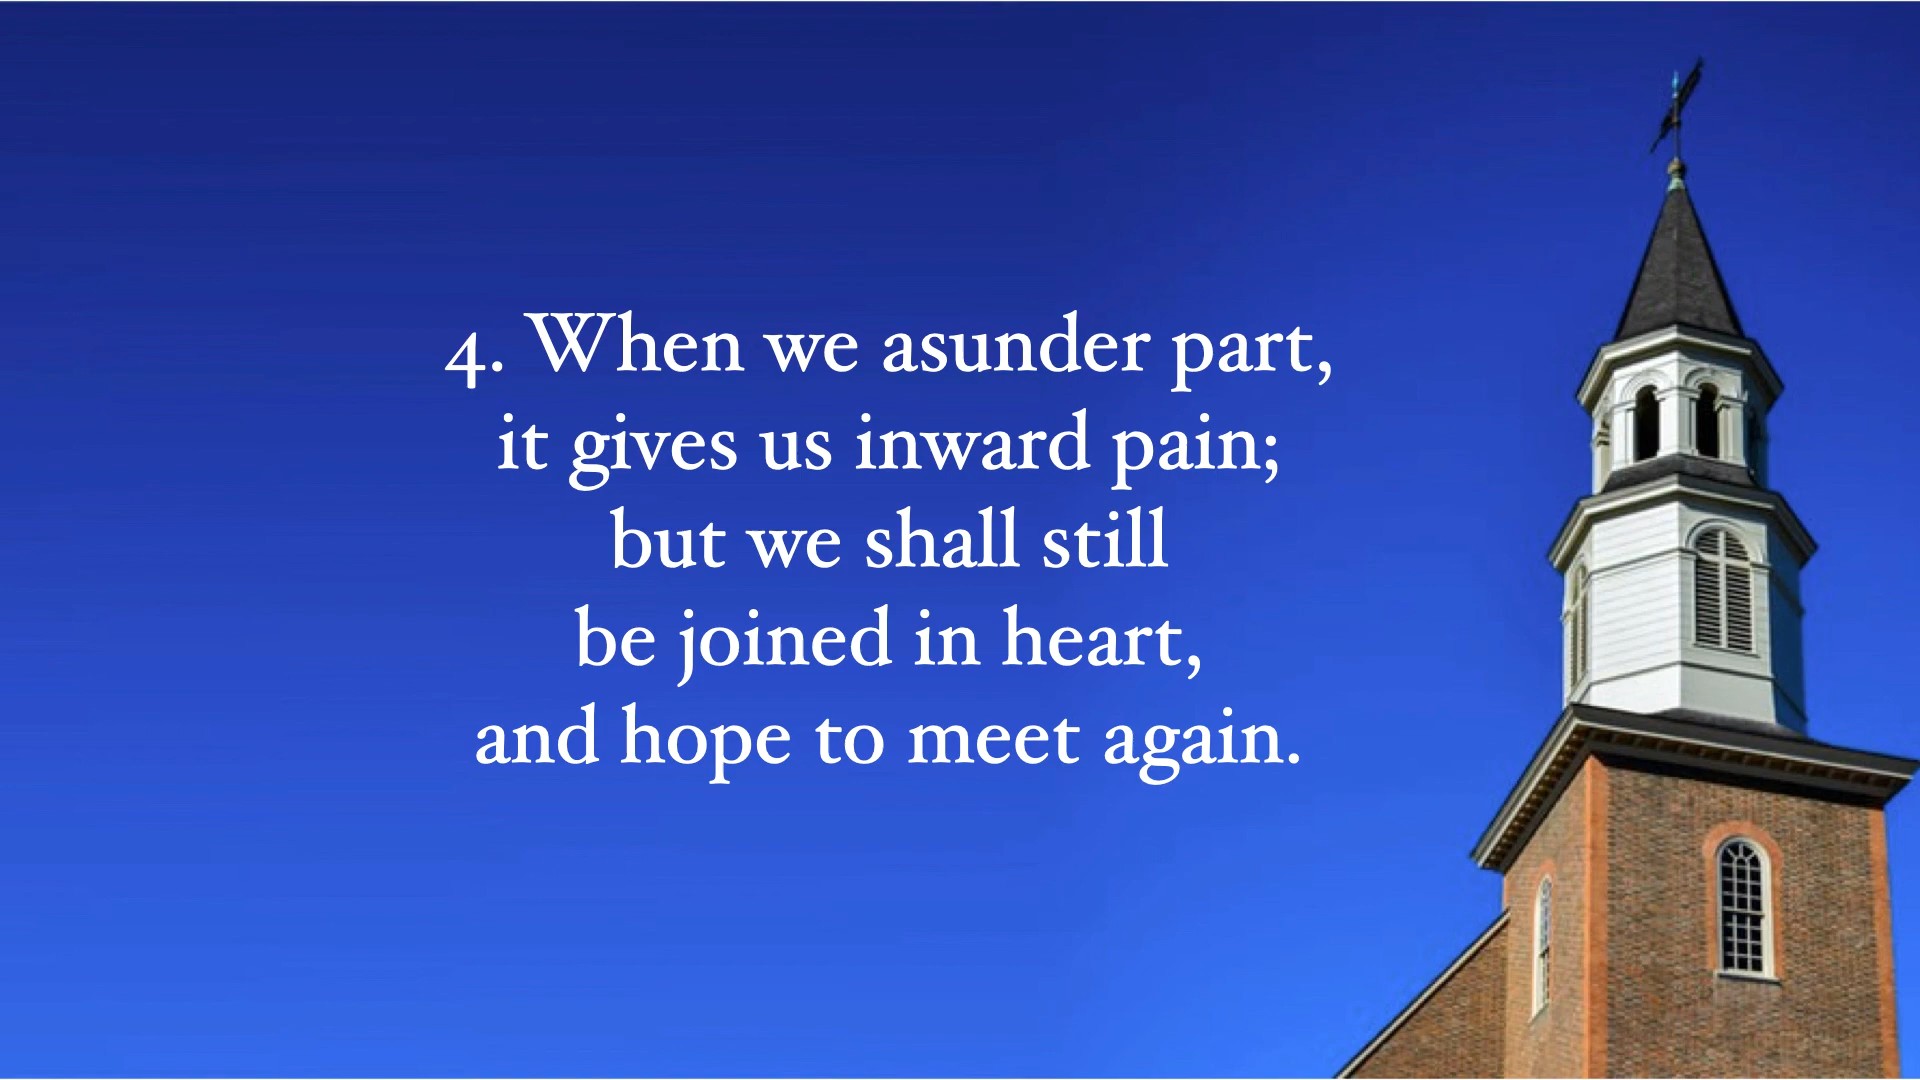 4. When we asunder part,
it gives us inward pain;
but we shall still
be joined in heart,
and hope to meet again.